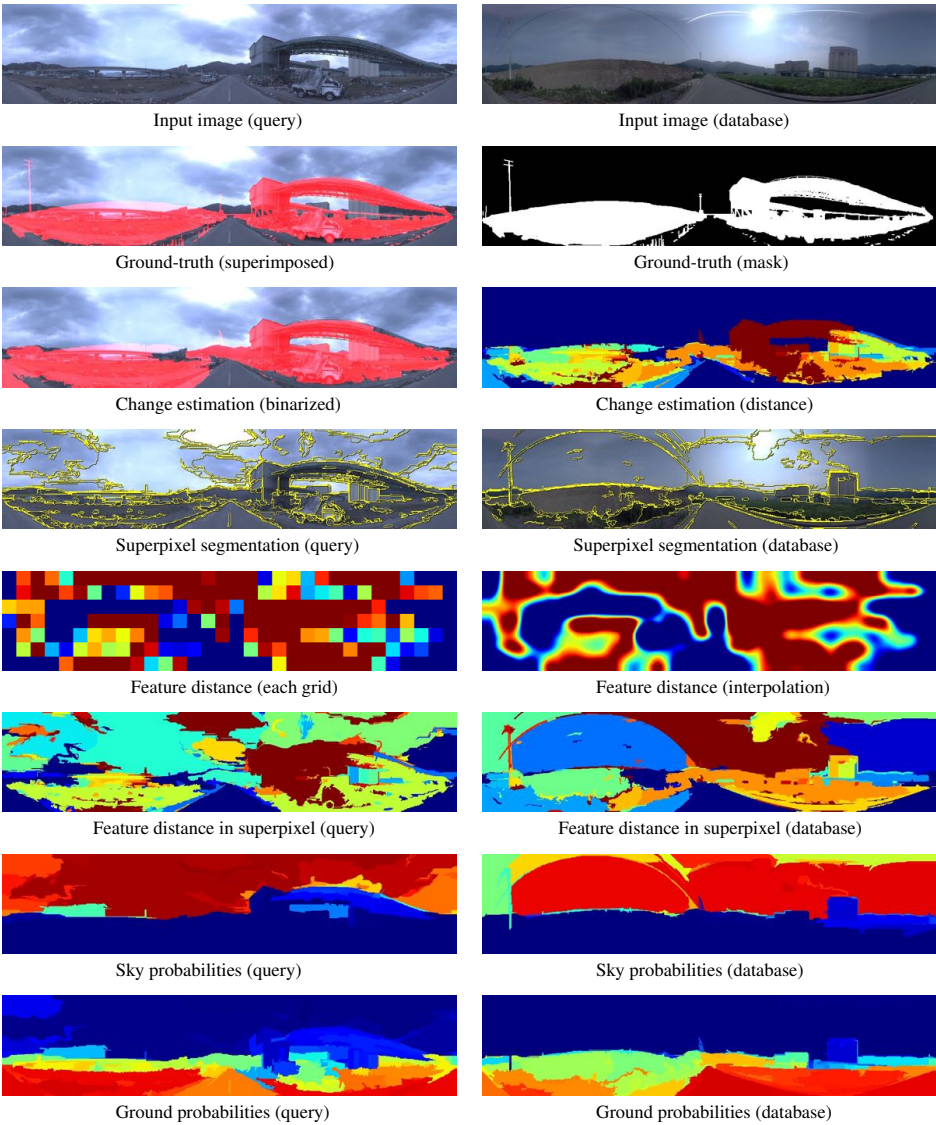 Input image (query)
Input image (database)
Ground-truth (superimposed)
Ground-truth (mask)
Change estimation (binarized)
Change estimation (distance)
Superpixel segmentation (query)
Superpixel segmentation (database)
Feature distance (each grid)
Feature distance (interpolation)
Feature distance in superpixel (query)
Feature distance in superpixel (database)
Sky probabilities (query)
Sky probabilities (database)
Ground probabilities (query)
Ground probabilities (database)